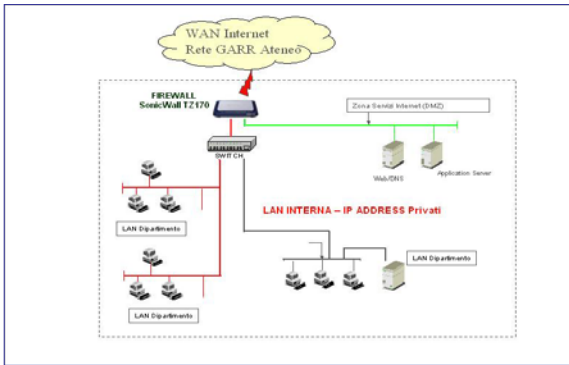 WAN Internet
Rete GARR Ateneo
FIREWALL
SonicWall TZ170
Zona Servizi Internet (DMZ)
SWITCH
Web/DNS
Application Server
LAN INTERNA – IP ADDRESS Privati
LAN Dipartimento
LAN Dipartimento
LAN Dipartimento